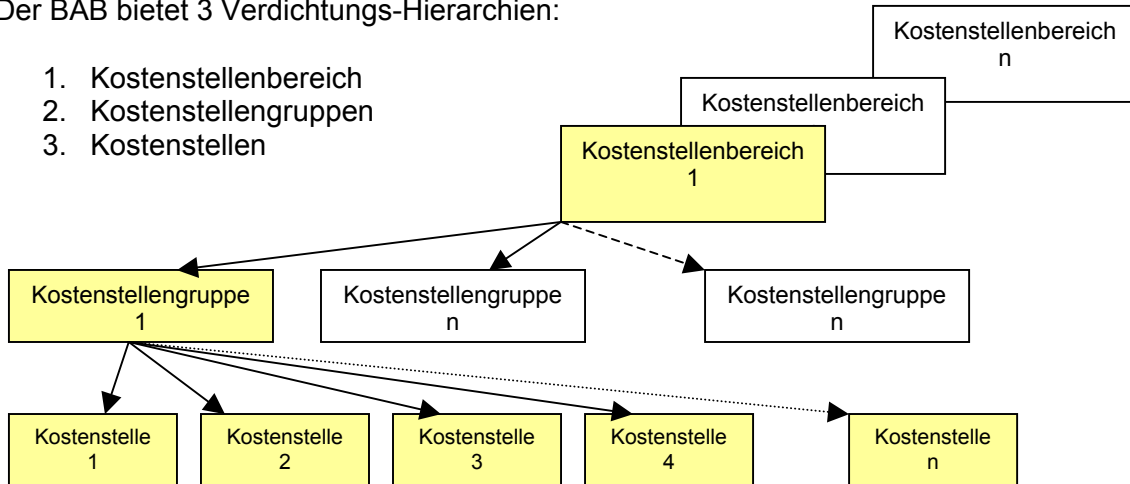 Der BAB bietet 3 Verdichtungs-Hierarchien:
1. Kostenstellenbereich
2. Kostenstellengruppen
3. Kostenstellen
Kostenstellenbereich
n
Kostenstellenbereich
Kostenstellenbereich
1
Kostenstellengruppe
1
Kostenstellengruppe
n
Kostenstellengruppe
n
Kostenstelle
1
Kostenstelle
2
Kostenstelle
3
Kostenstelle
4
Kostenstelle
n